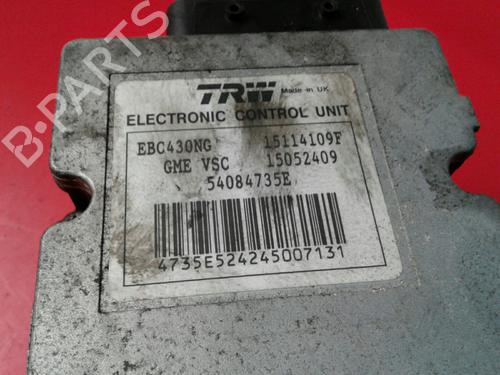 B-PARTS
TRW Made in UK
ELECTRONIC CONTROL UNIT
EBC430NG 15114109F
GME VSC 15052409
54084735E
4735E524245007131